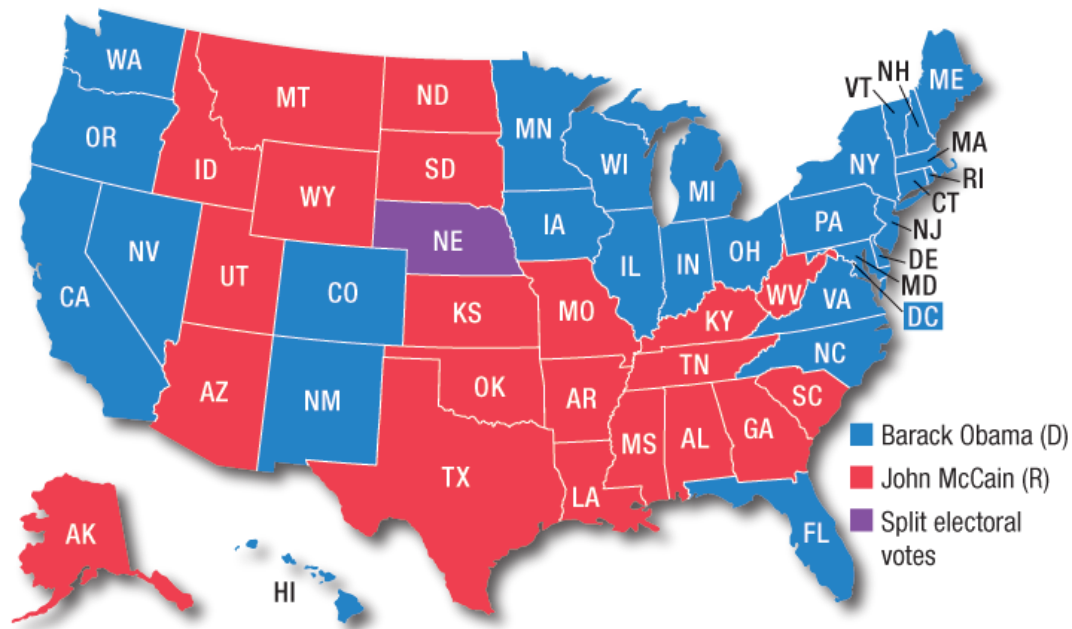 WA
MT
ND
MN
VT
NH
ME
OR
ID
SD
WI
MI
NY
MA
RI
CT
WY
NE
IA
PA
NJ
NV
UT
CO
IL
IN
OH
DE
MD
DC
CA
KS
MO
WV
VA
KY
NC
AZ
NM
OK
AR
TN
SC
TX
LA
MS
AL
GA
FL
AK
HI
Barack Obama (D)
John McCain (R)
Split electoral
votes